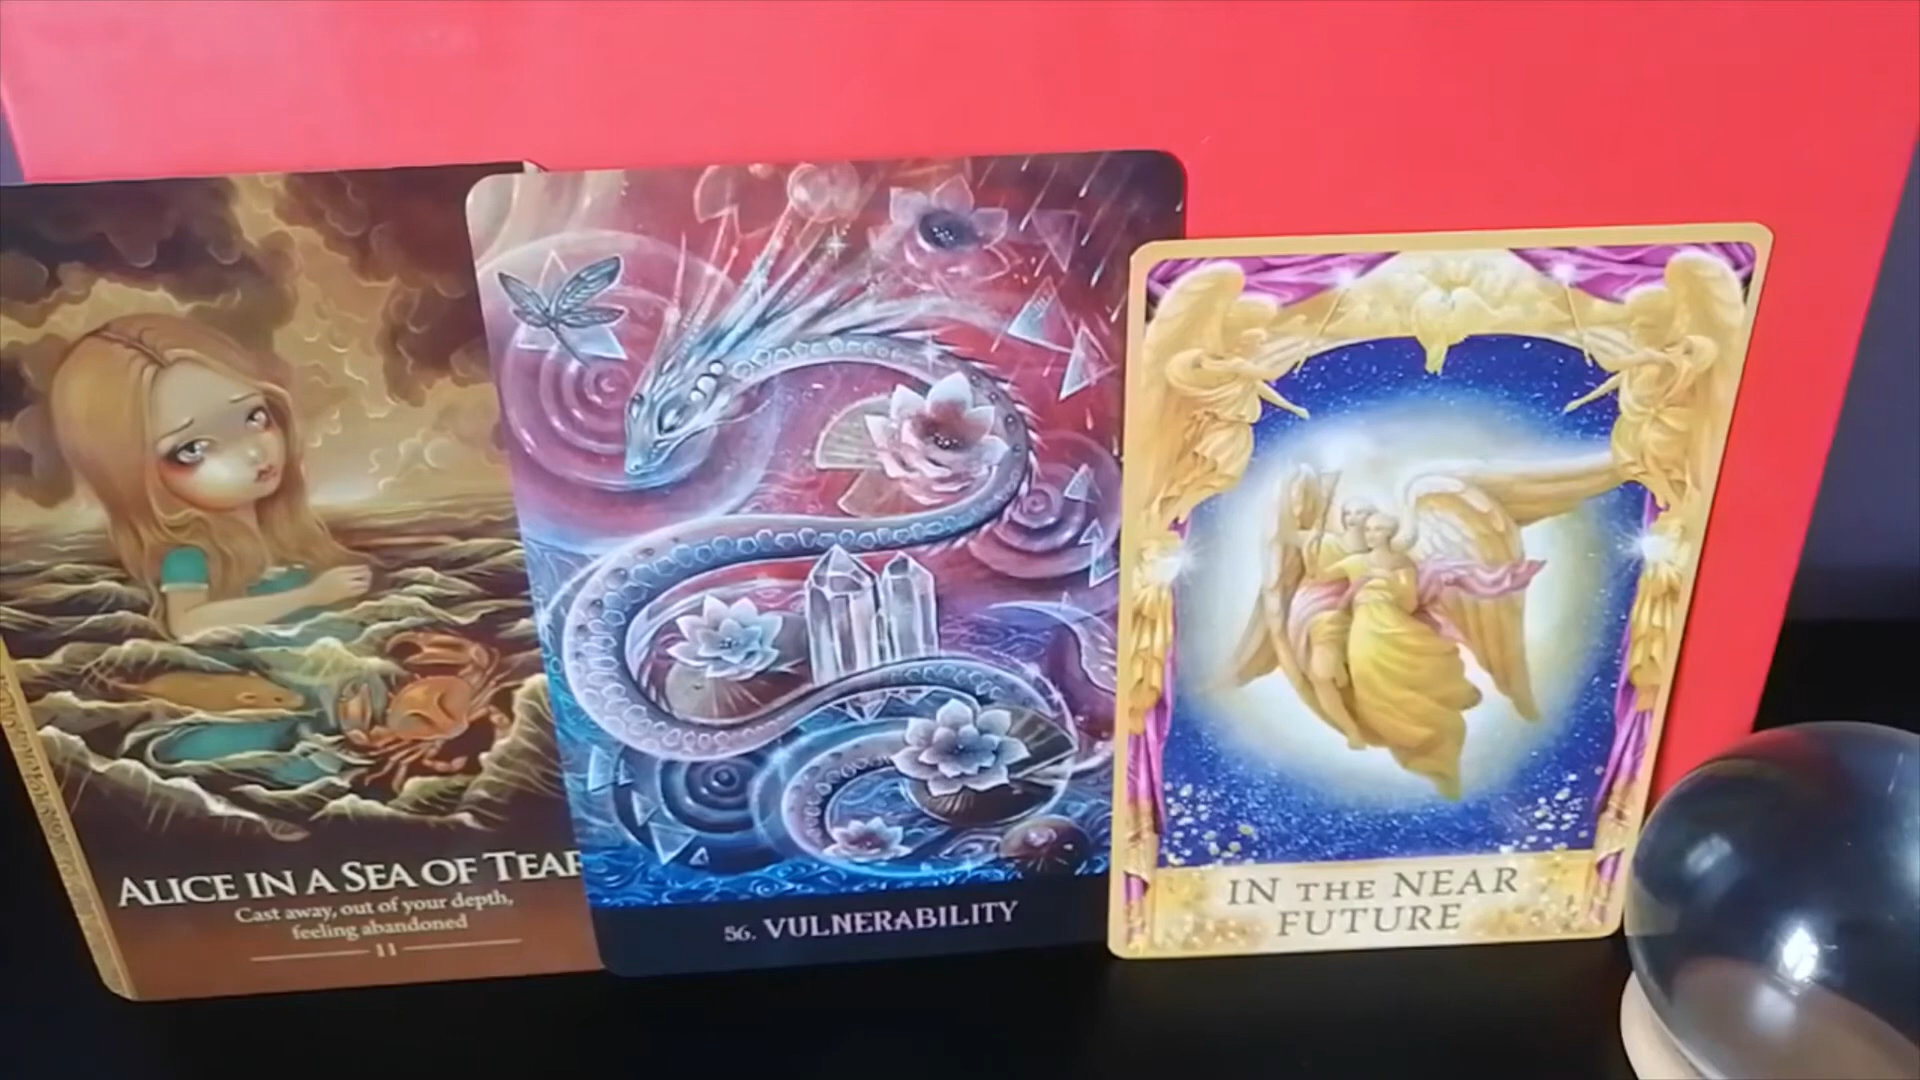 ALICE IN A SEA OF TEAR
Cast away, out of your depth,
feeling abandoned
11
56. VULNERABILITY
IN THE NEAR
FUTURE